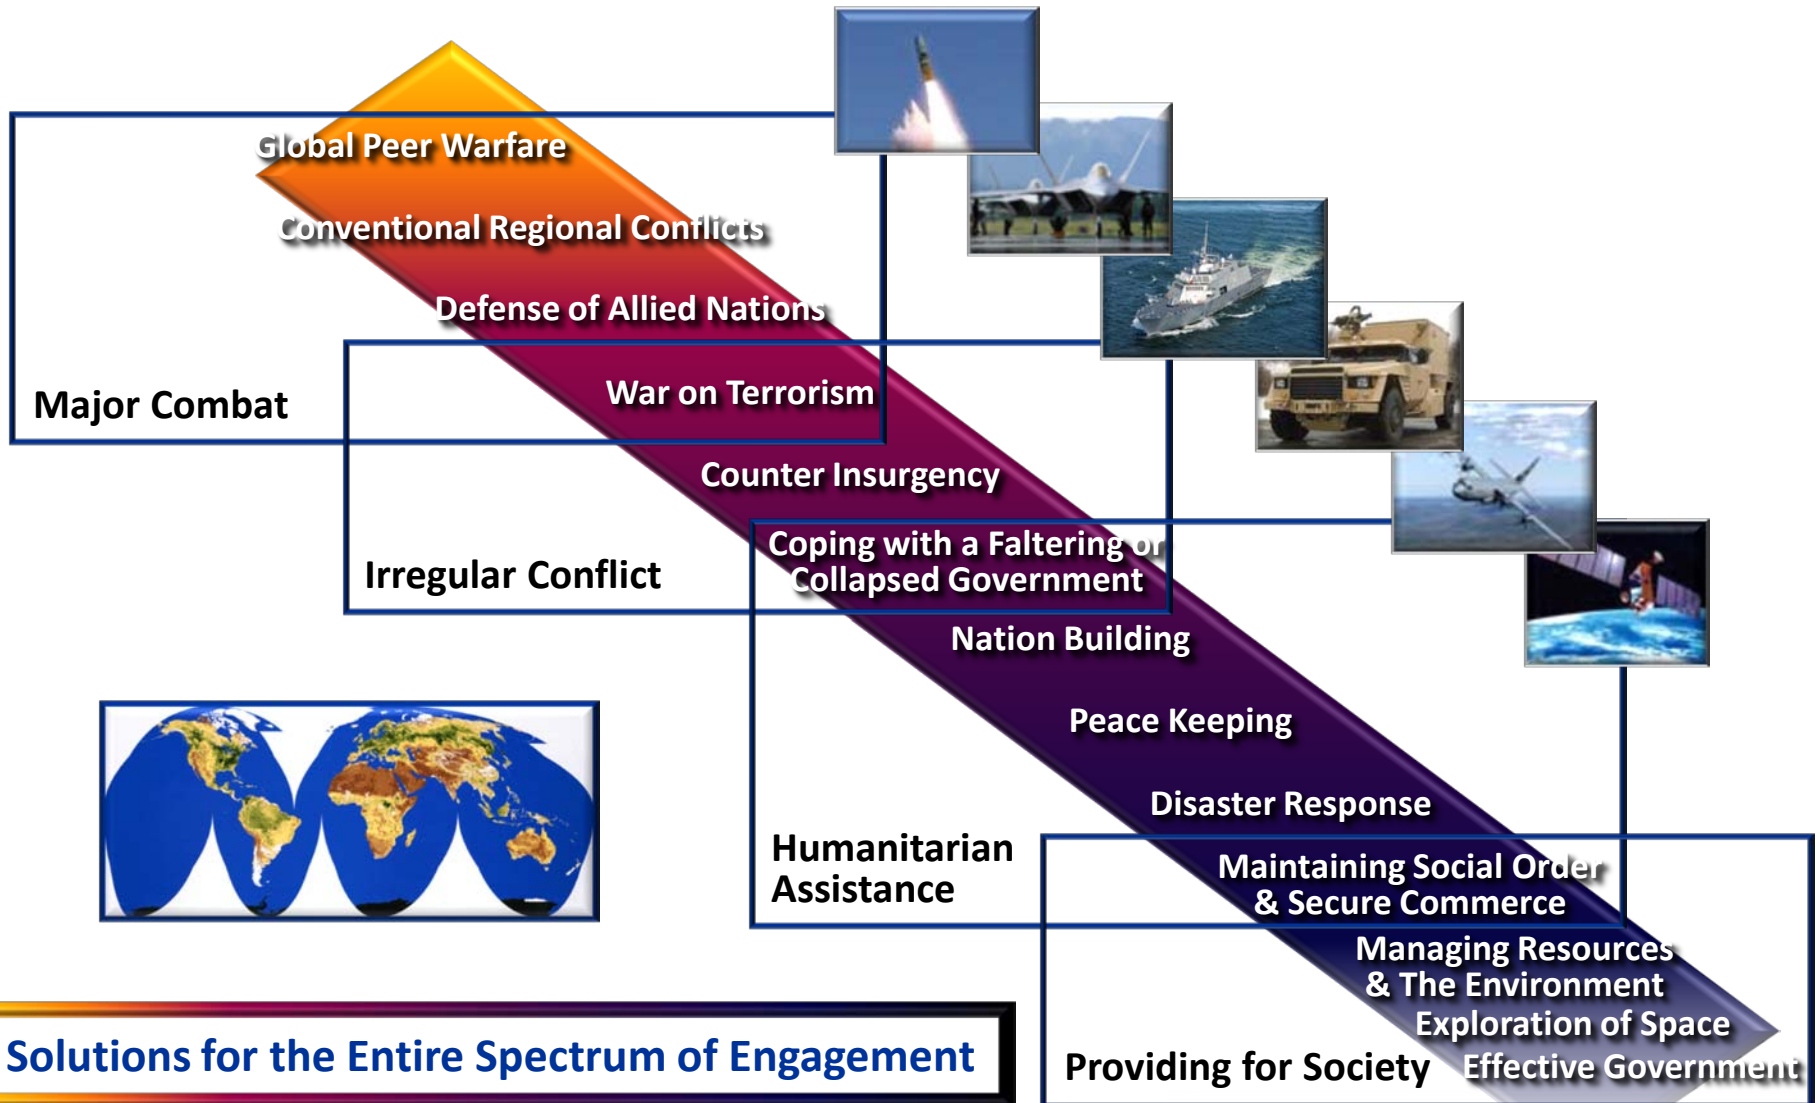 Global Peer Warfare
Conventional Regional Conflicts
Defense of Allied Nations
War on Terrorism
Major Combat
Counter Insurgency
Coping with a Faltering or
Collapsed Government
Irregular Conflict
Nation Building
Peace Keeping
Disaster Response
Humanitarian
Assistance
Maintaining Social Order
& Secure Commerce
Managing Resources
& The Environment
Exploration of Space
Effective Government
Providing for Society
Solutions for the Entire Spectrum of Engagement